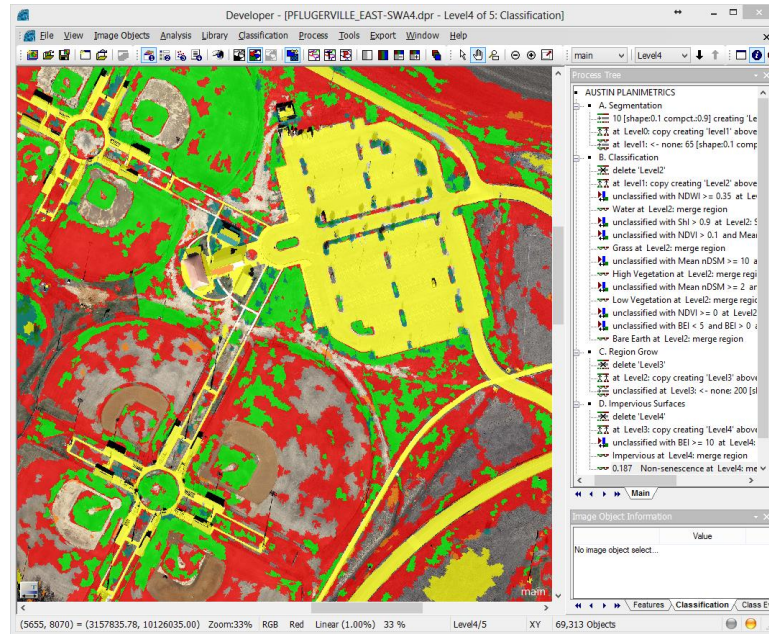 Developer - [PFLUGERVILLE_EAST-SWA4.dpr - Level4 of 5: Classification]
File View Image Objects Analysis Library Classification Process Tools Export Window Help
main Level4
Process Tree
AUSTIN PLANIMETRICS
A. Segmentation
10 [shape:0.1 compct.:0.9] creating 'Le
at Level0: copy creating 'level1' above
at level1: <- none: 65 [shape:0.1 comp
B. Classification
delete 'Level2'
at level1: copy creating 'Level2' above
unclassified with NDWI >= 0.35 at Le
Water at Level2: merge region
unclassified with ShI > 0.9 at Level2: S
unclassified with NDVI > 0.1 and Mea
Grass at Level2: merge region
unclassified with Mean nDSM >= 10 a
High Vegetation at Level2: merge regi
unclassified with Mean nDSM >= 2 ar
Low Vegetation at Level2: merge regic
unclassified with NDVI >= 0 at Level2
unclassified with BEI < 5 and BEI > 0
Bare Earth at Level2: merge region
C. Region Grow
delete 'Level3'
at Level2: copy creating 'Level3' above
unclassified at Level3: <- none: 200 [sl
D. Impervious Surfaces
delete 'Level4'
at Level3: copy creating 'Level4' above
unclassified with BEI >= 10 at Level4:
Impervious at Level4: merge region
0.187 Non-senescence at Level4: me
Main
Image Object Information
Value
No image object select...
main
Features Classification Class E
(5655, 8070) = (3157835.78, 10126035.00) Zoom:33% RGB Red Linear (1.00%) 33 % Level4/5 XY 69,313 Objects